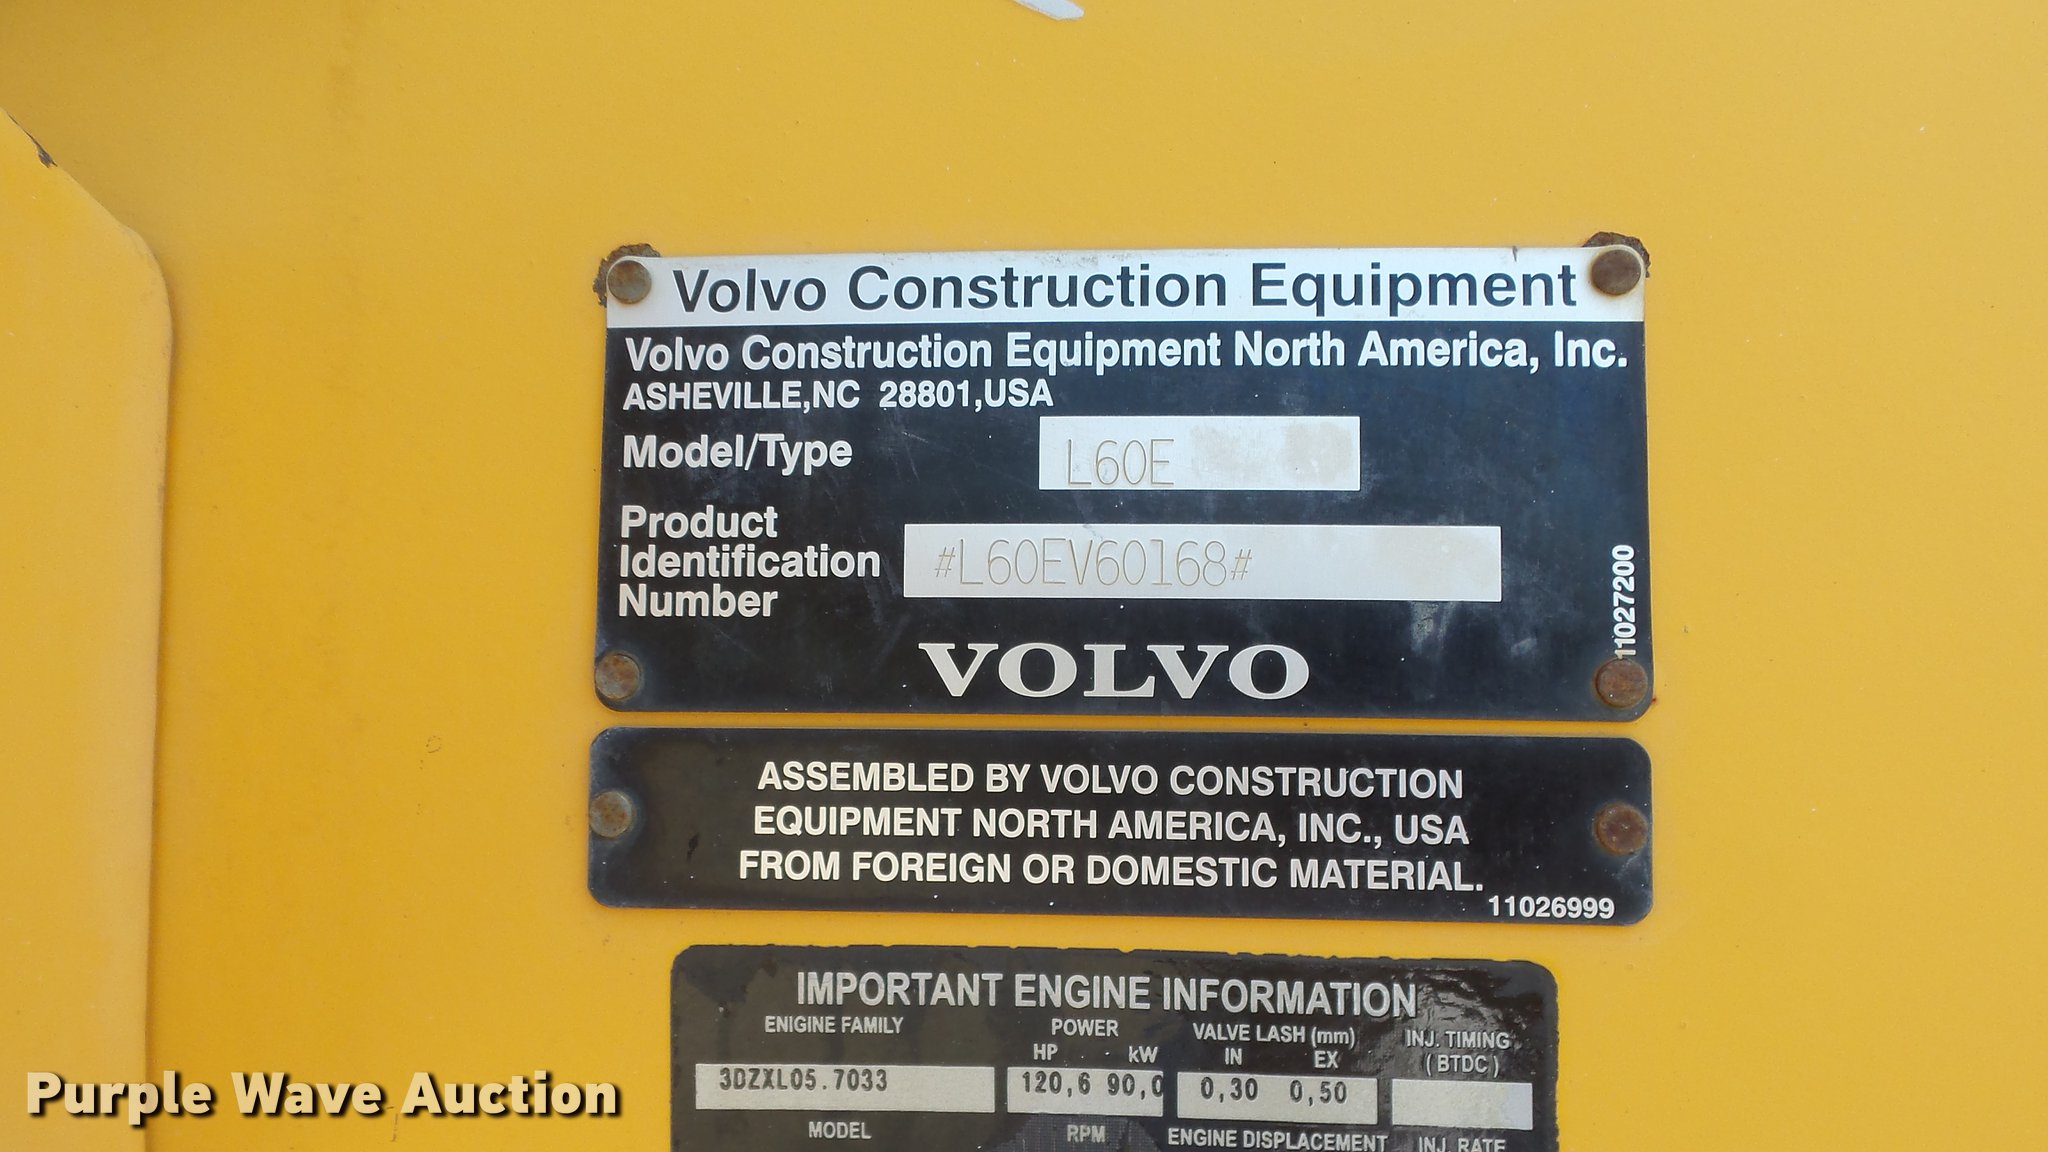 Volvo Construction Equipment
Volvo Construction Equipment North America, Inc.
ASHEVILLE,NC 28801,USA
Model/Type L60E
Product
Identification #L60EV60168#
Number
11027200
VOLVO
ASSEMBLED BY VOLVO CONSTRUCTION
EQUIPMENT NORTH AMERICA, INC., USA
FROM FOREIGN OR DOMESTIC MATERIAL.
11026999
IMPORTANT ENGINE INFORMATION
ENIGINE FAMILY POWER VALVE LASH (mm) INJ. TIMING
HP kW IN EX (BTDC)
3DZXL05.7033 120,6 90,0 0,30 0,50
MODEL RPM ENGINE DISPLACEMENT INJ. RATE
Purple Wave Auction